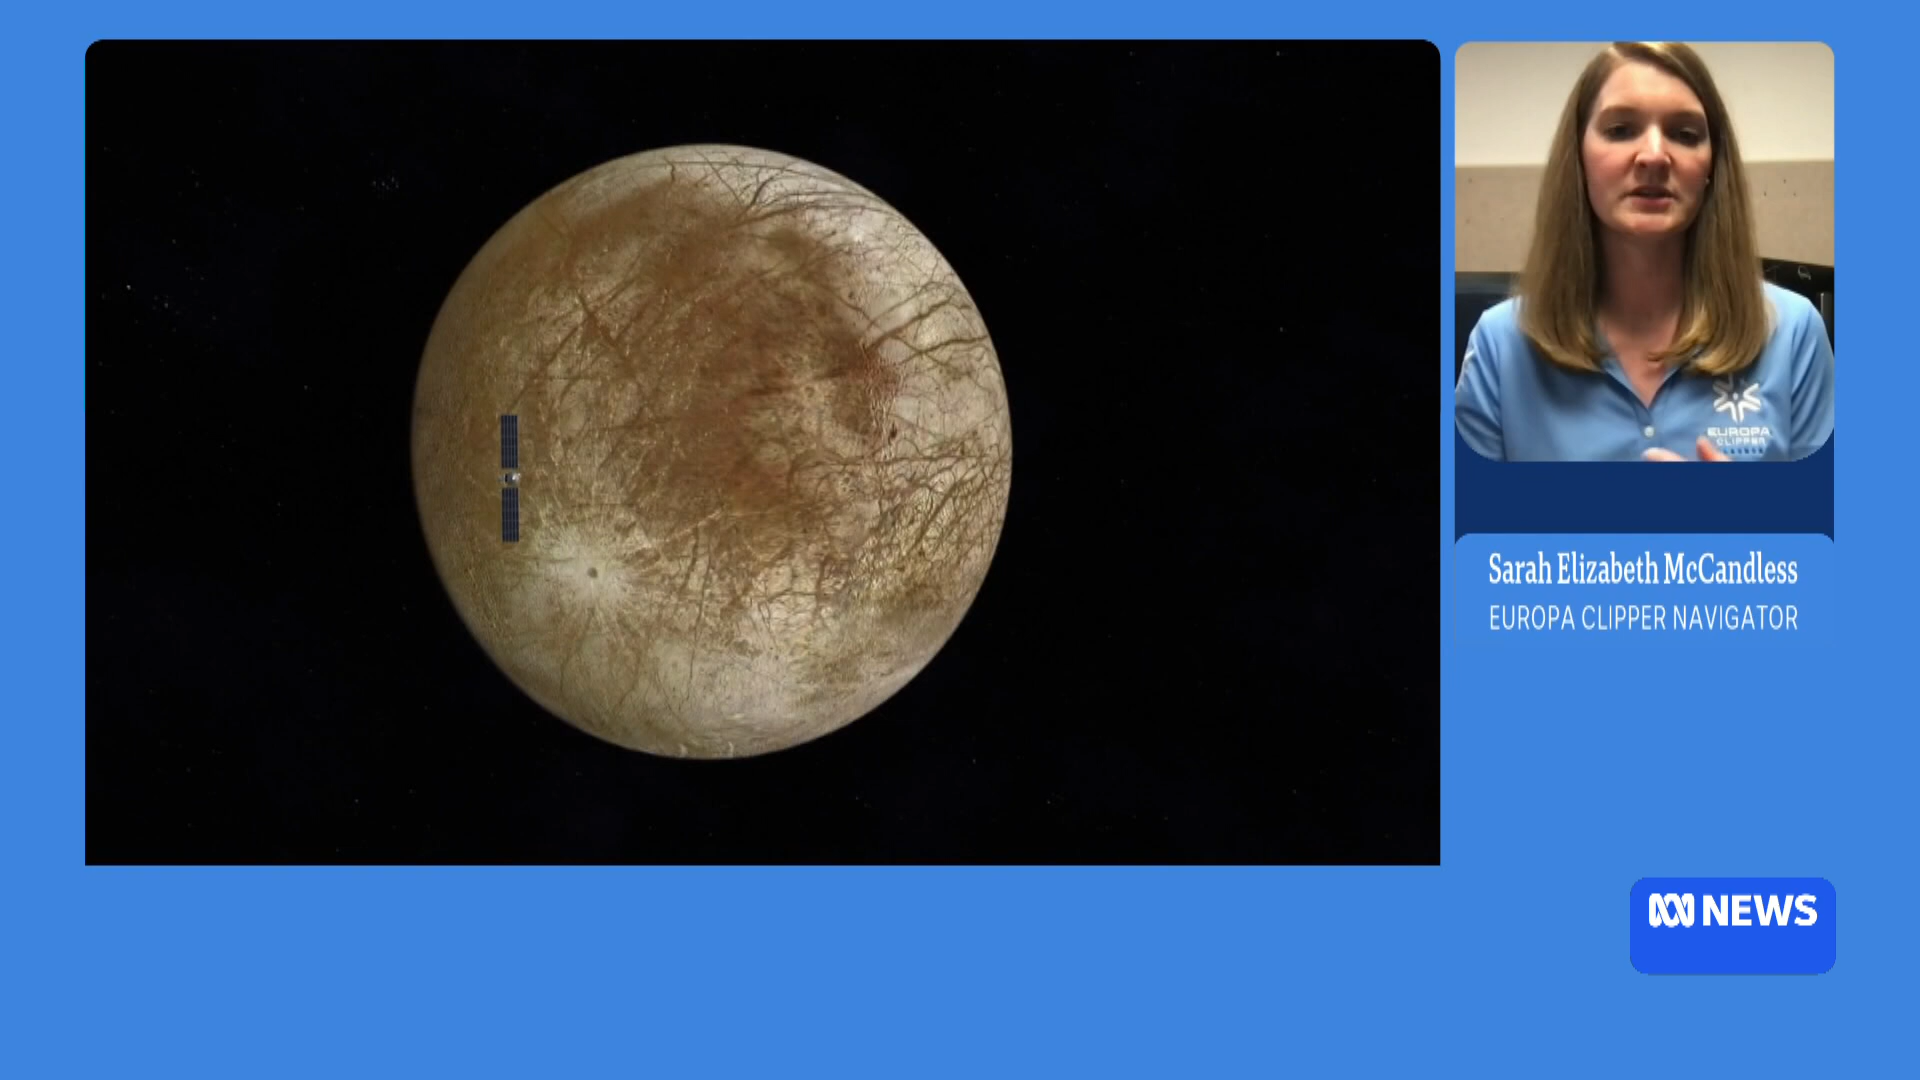 EUROPA
CLIPPER
Sarah Elizabeth McCandless
EUROPA CLIPPER NAVIGATOR
NEWS